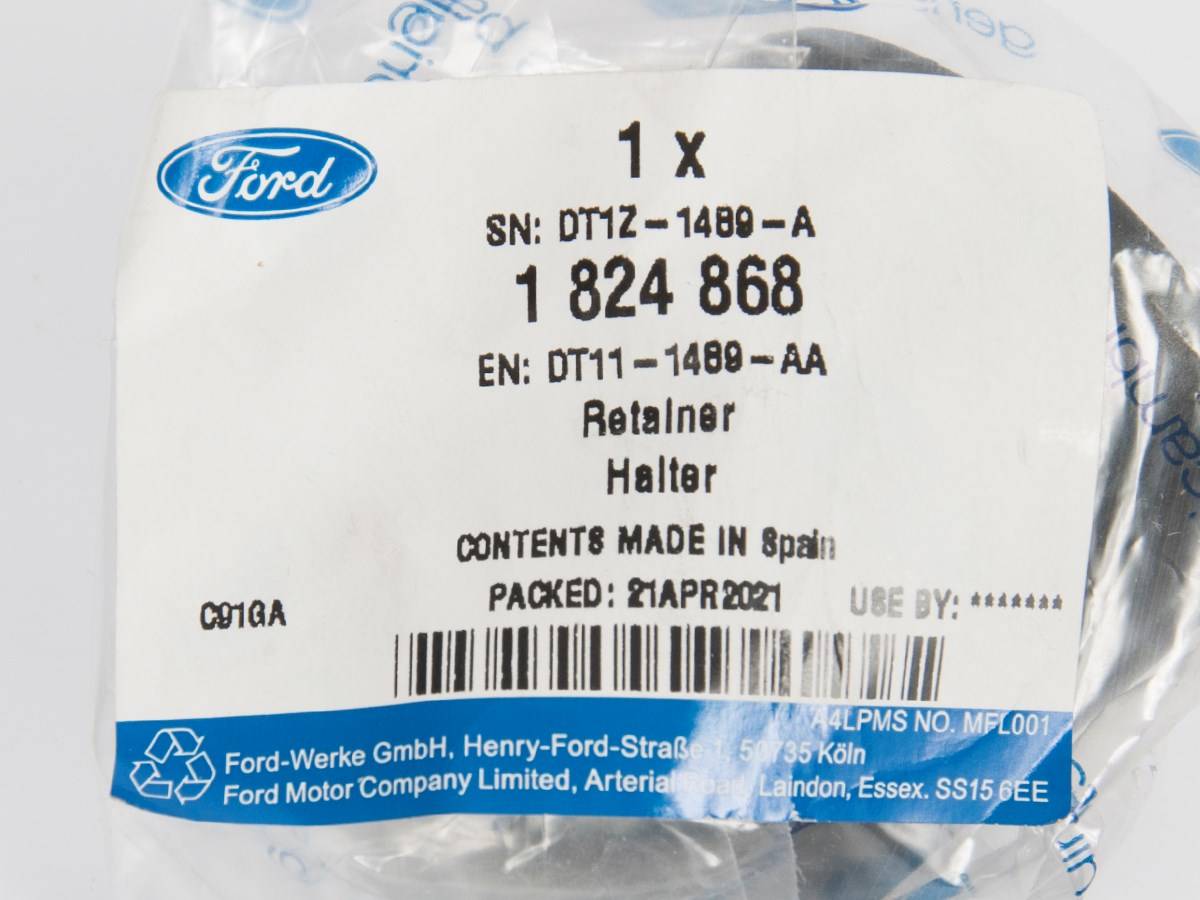 Ford
1 x
SN: DT1Z-1489-A
1 824 868
EN: DT11-1489-AA
Retainer
Halter
CONTENTS MADE IN Spain
PACKED: 21APR2021
USE BY: *******
C91GA
A4LPMS NO. MFL001
Ford-Werke GmbH, Henry-Ford-Straße 1, 50735 Köln
Ford Motor Company Limited, Arterial Road, Laindon, Essex. SS15 6EE